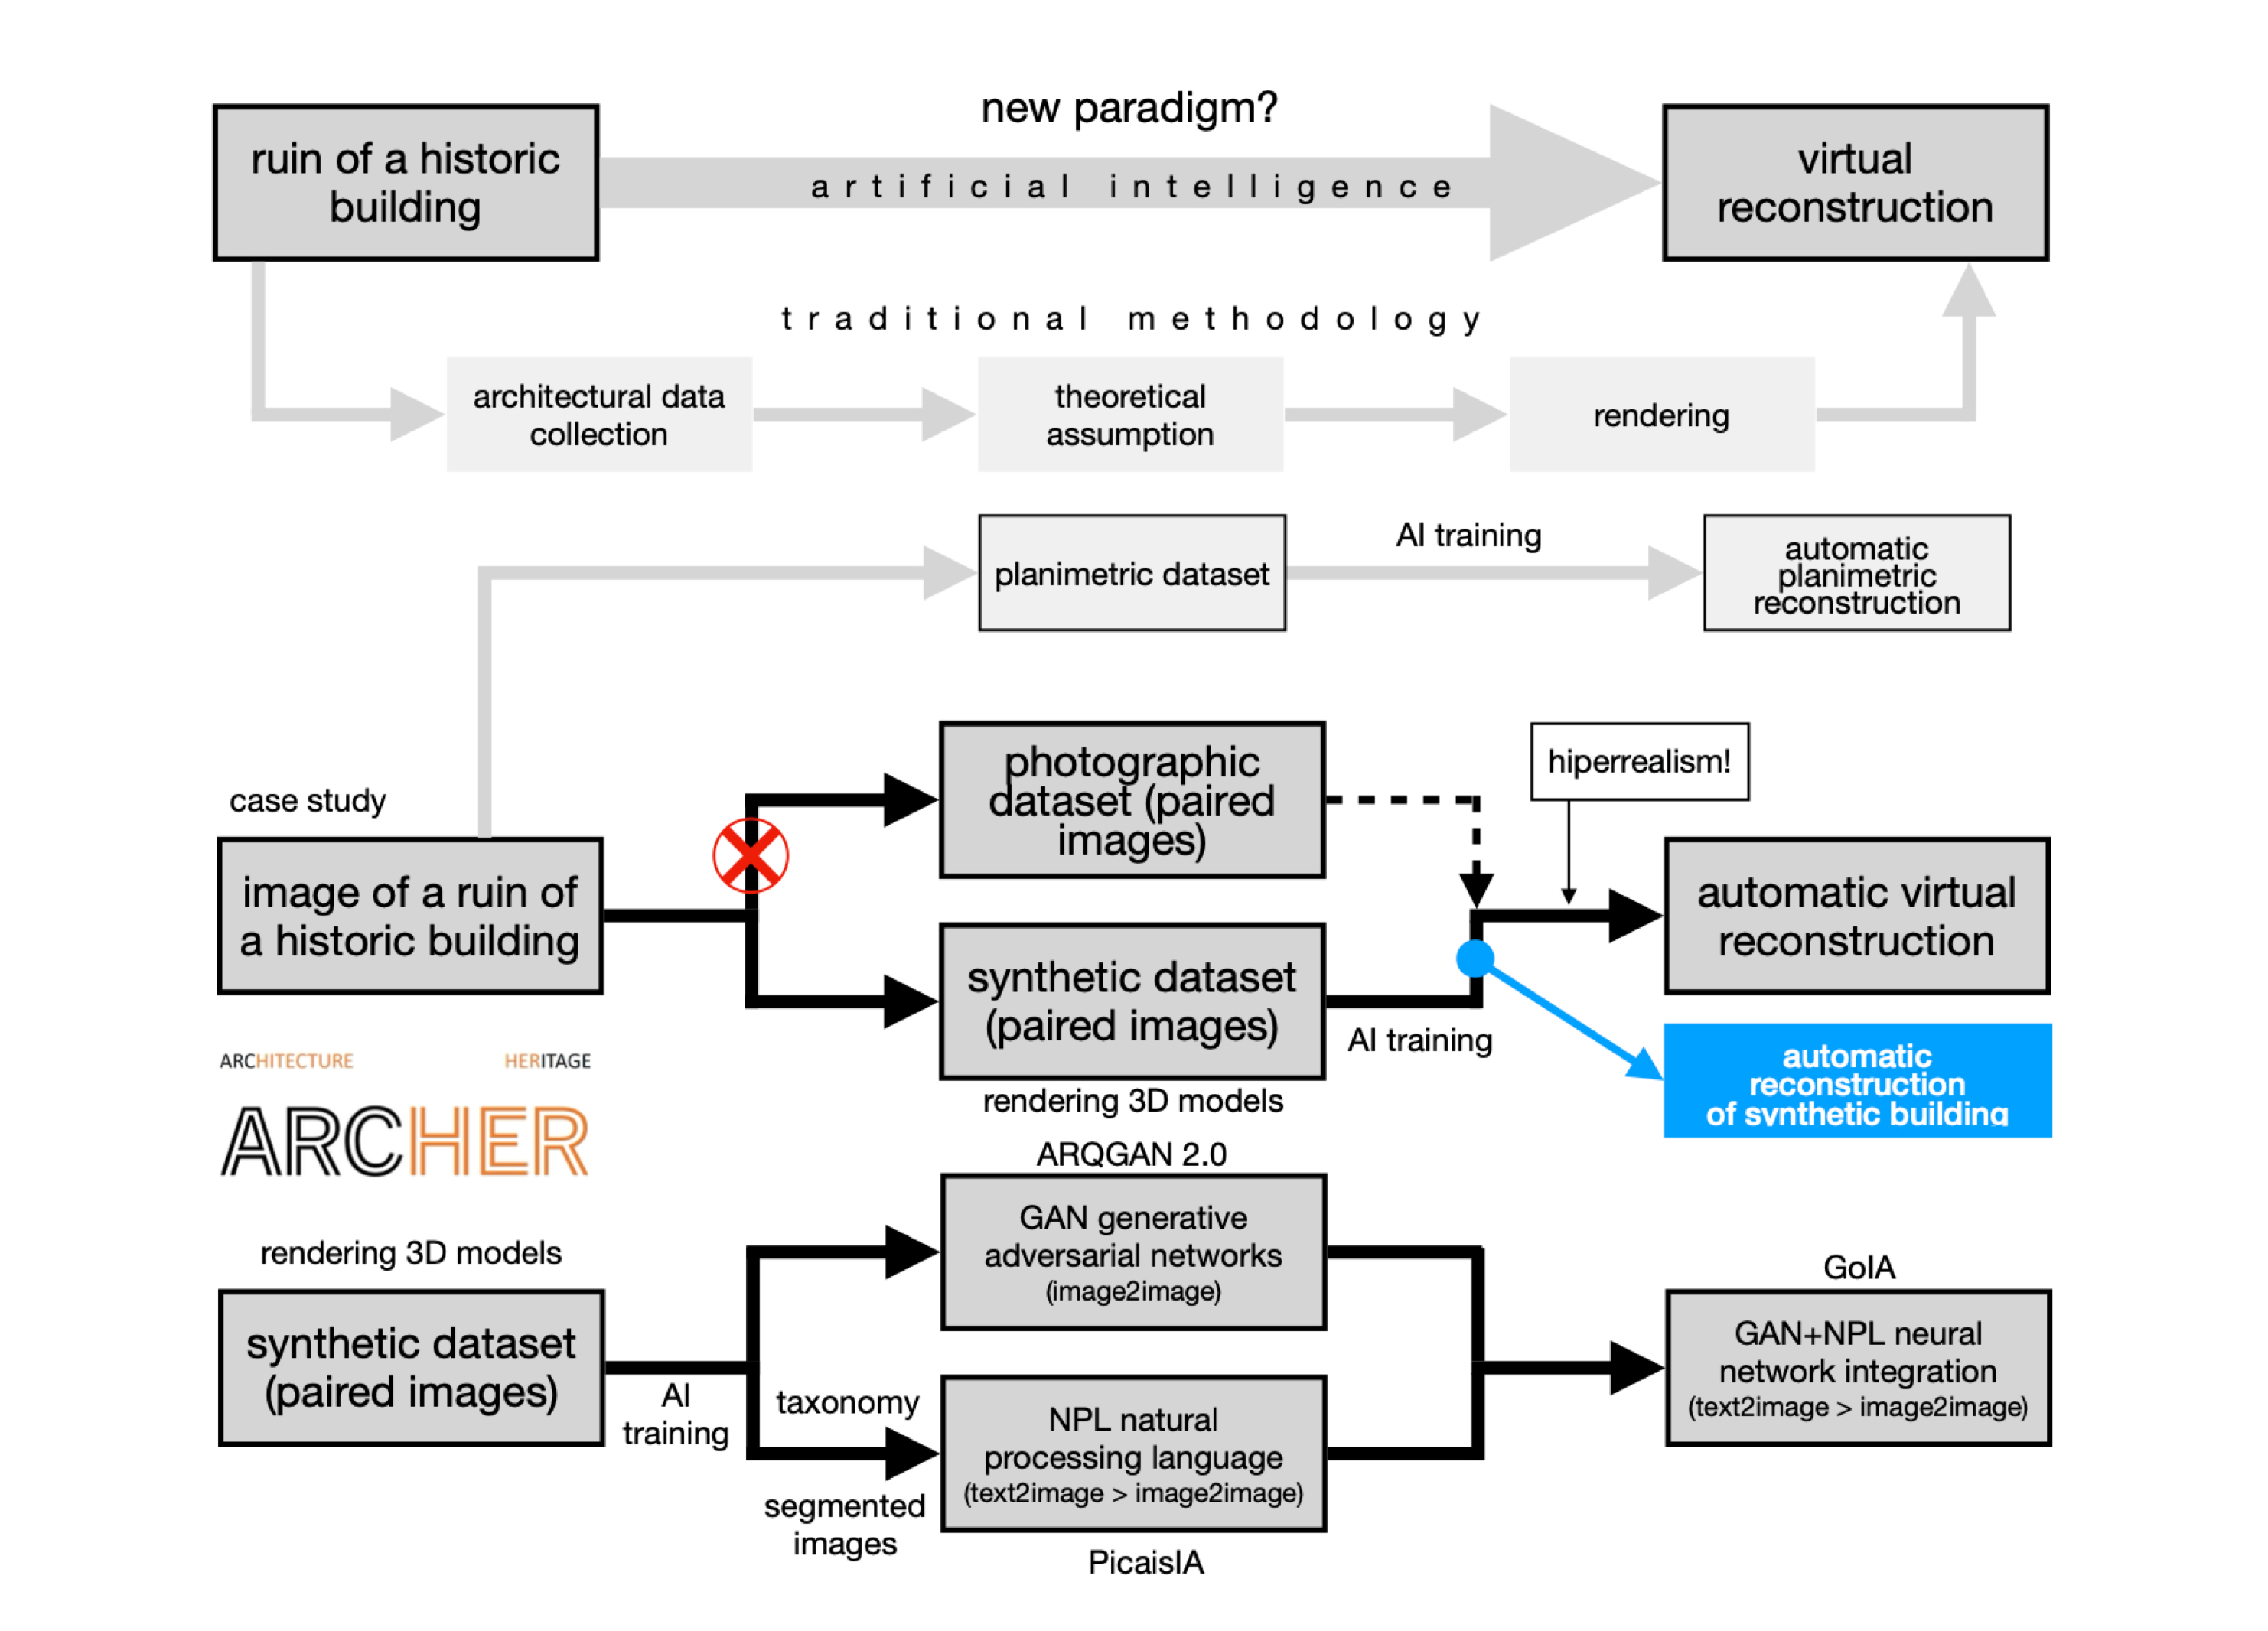 new paradigm?
ruin of a historic
building
artificial intelligence
virtual
reconstruction
traditional methodology
architectural data
collection
theoretical
assumption
rendering
planimetric dataset
AI training
automatic
planimetric
reconstruction
case study
image of a ruin of
a historic building
photographic
dataset (paired
images)
hiperrealism!
synthetic dataset
(paired images)
rendering 3D models
AI training
automatic virtual
reconstruction
automatic
reconstruction
of synthetic building
ARCHITECTURE HERITAGE
ARCHER
rendering 3D models
synthetic dataset
(paired images)
AI
training
taxonomy
segmented
images
ARQGAN 2.0
GAN generative
adversarial networks
(image2image)
NPL natural
processing language
(text2image > image2image)
PicaisIA
GoIA
GAN+NPL neural
network integration
(text2image > image2image)